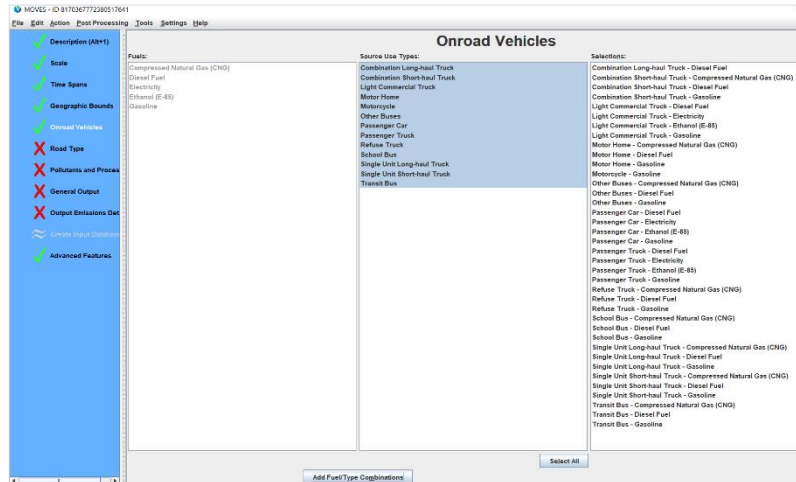 MOVES - ID 8170367772380517641
File Edit Action Post Processing Tools Settings Help
Description (Alt+1)
Scale
Time Spans
Geographic Bounds
Onroad Vehicles
Road Type
Pollutants and Proces
General Output
Output Emissions Det
Create Input Database
Advanced Features
Onroad Vehicles
Fuels:
Compressed Natural Gas (CNG)
Diesel Fuel
Electricity
Ethanol (E-85)
Gasoline
Source Use Types:
Combination Long-haul Truck
Combination Short-haul Truck
Light Commercial Truck
Motor Home
Motorcycle
Other Buses
Passenger Car
Passenger Truck
Refuse Truck
School Bus
Single Unit Long-haul Truck
Single Unit Short-haul Truck
Transit Bus
Selections:
Combination Long-haul Truck - Diesel Fuel
Combination Short-haul Truck - Compressed Natural Gas (CNG)
Combination Short-haul Truck - Diesel Fuel
Combination Short-haul Truck - Gasoline
Light Commercial Truck - Diesel Fuel
Light Commercial Truck - Electricity
Light Commercial Truck - Ethanol (E-85)
Light Commercial Truck - Gasoline
Motor Home - Compressed Natural Gas (CNG)
Motor Home - Diesel Fuel
Motor Home - Gasoline
Motorcycle - Gasoline
Other Buses - Compressed Natural Gas (CNG)
Other Buses - Diesel Fuel
Other Buses - Gasoline
Passenger Car - Diesel Fuel
Passenger Car - Electricity
Passenger Car - Ethanol (E-85)
Passenger Car - Gasoline
Passenger Truck - Diesel Fuel
Passenger Truck - Electricity
Passenger Truck - Ethanol (E-85)
Passenger Truck - Gasoline
Refuse Truck - Compressed Natural Gas (CNG)
Refuse Truck - Diesel Fuel
Refuse Truck - Gasoline
School Bus - Compressed Natural Gas (CNG)
School Bus - Diesel Fuel
School Bus - Gasoline
Single Unit Long-haul Truck - Compressed Natural Gas (CNG)
Single Unit Long-haul Truck - Diesel Fuel
Single Unit Long-haul Truck - Gasoline
Single Unit Short-haul Truck - Compressed Natural Gas (CNG)
Single Unit Short-haul Truck - Diesel Fuel
Single Unit Short-haul Truck - Gasoline
Transit Bus - Compressed Natural Gas (CNG)
Transit Bus - Diesel Fuel
Transit Bus - Gasoline
Select All
Add Fuel/Type Combinations